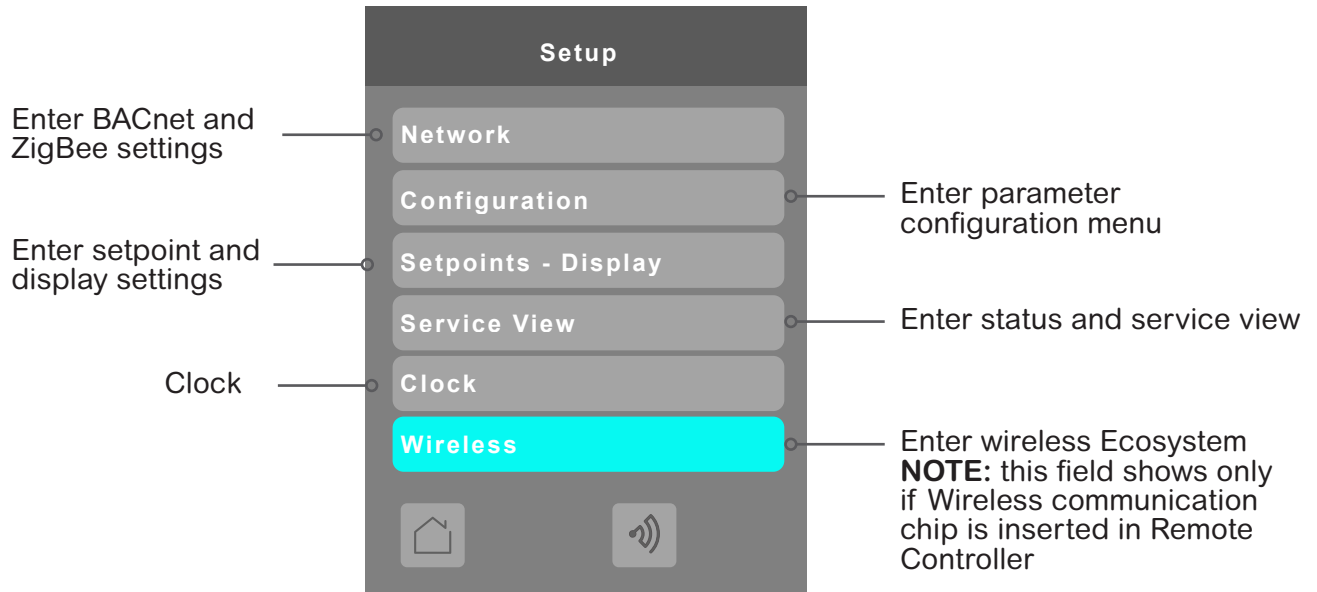 Setup
Enter BACnet and
ZigBee settings
Network
Configuration
Enter parameter
configuration menu
Enter setpoint and
display settings
Setpoints - Display
Service View
Enter status and service view
Clock
Clock
Wireless
Enter wireless Ecosystem
NOTE: this field shows only
if Wireless communication
chip is inserted in Remote
Controller